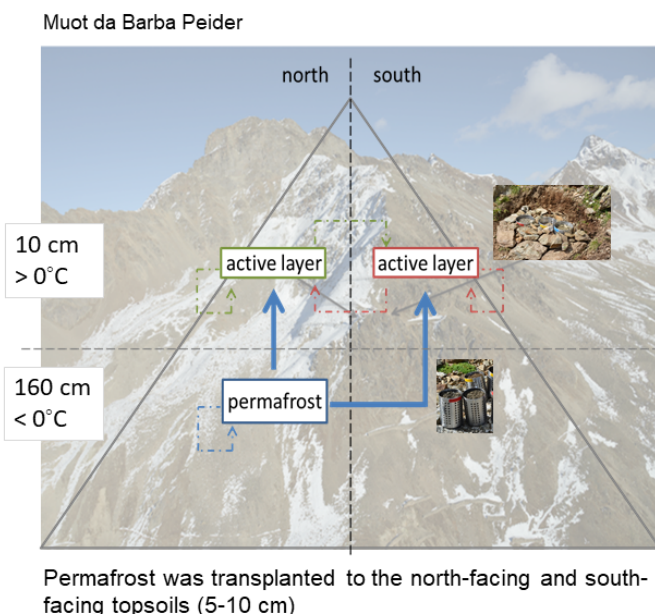 Muot da Barba Peider
north south
10 cm
> 0°C
active layer active layer
160 cm
< 0°C
permafrost
Permafrost was transplanted to the north-facing and south-
facing topsoils (5-10 cm)